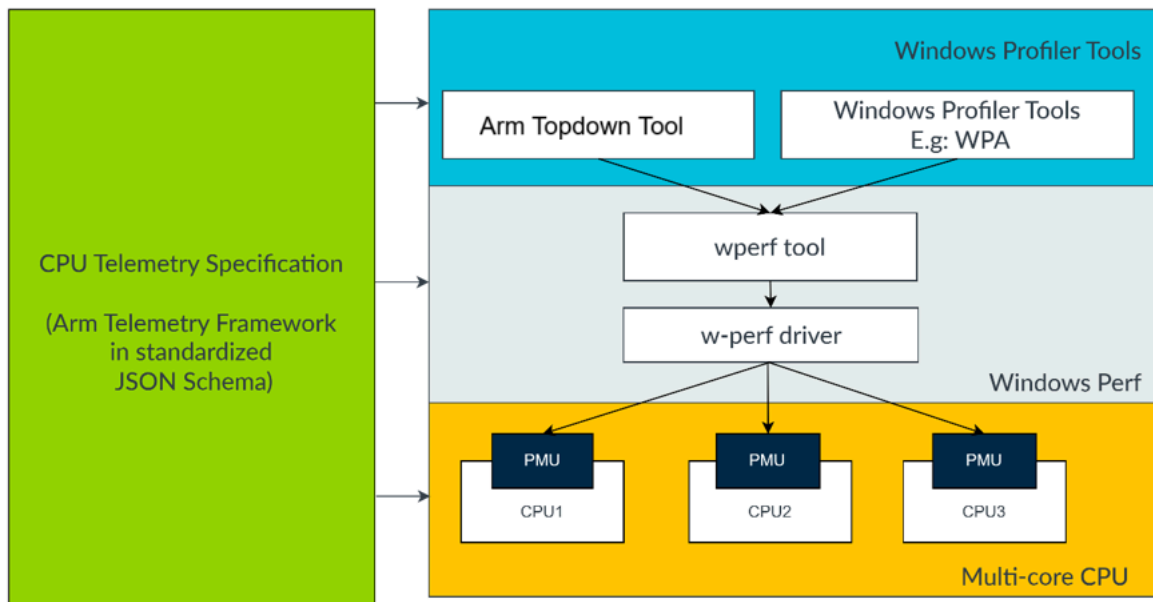 CPU Telemetry Specification
(Arm Telemetry Framework
in standardized
JSON Schema)
Windows Profiler Tools
Arm Topdown Tool
Windows Profiler Tools
E.g: WPA
wperf tool
w-perf driver
Windows Perf
PMU
CPU1
PMU
CPU2
PMU
CPU3
Multi-core CPU